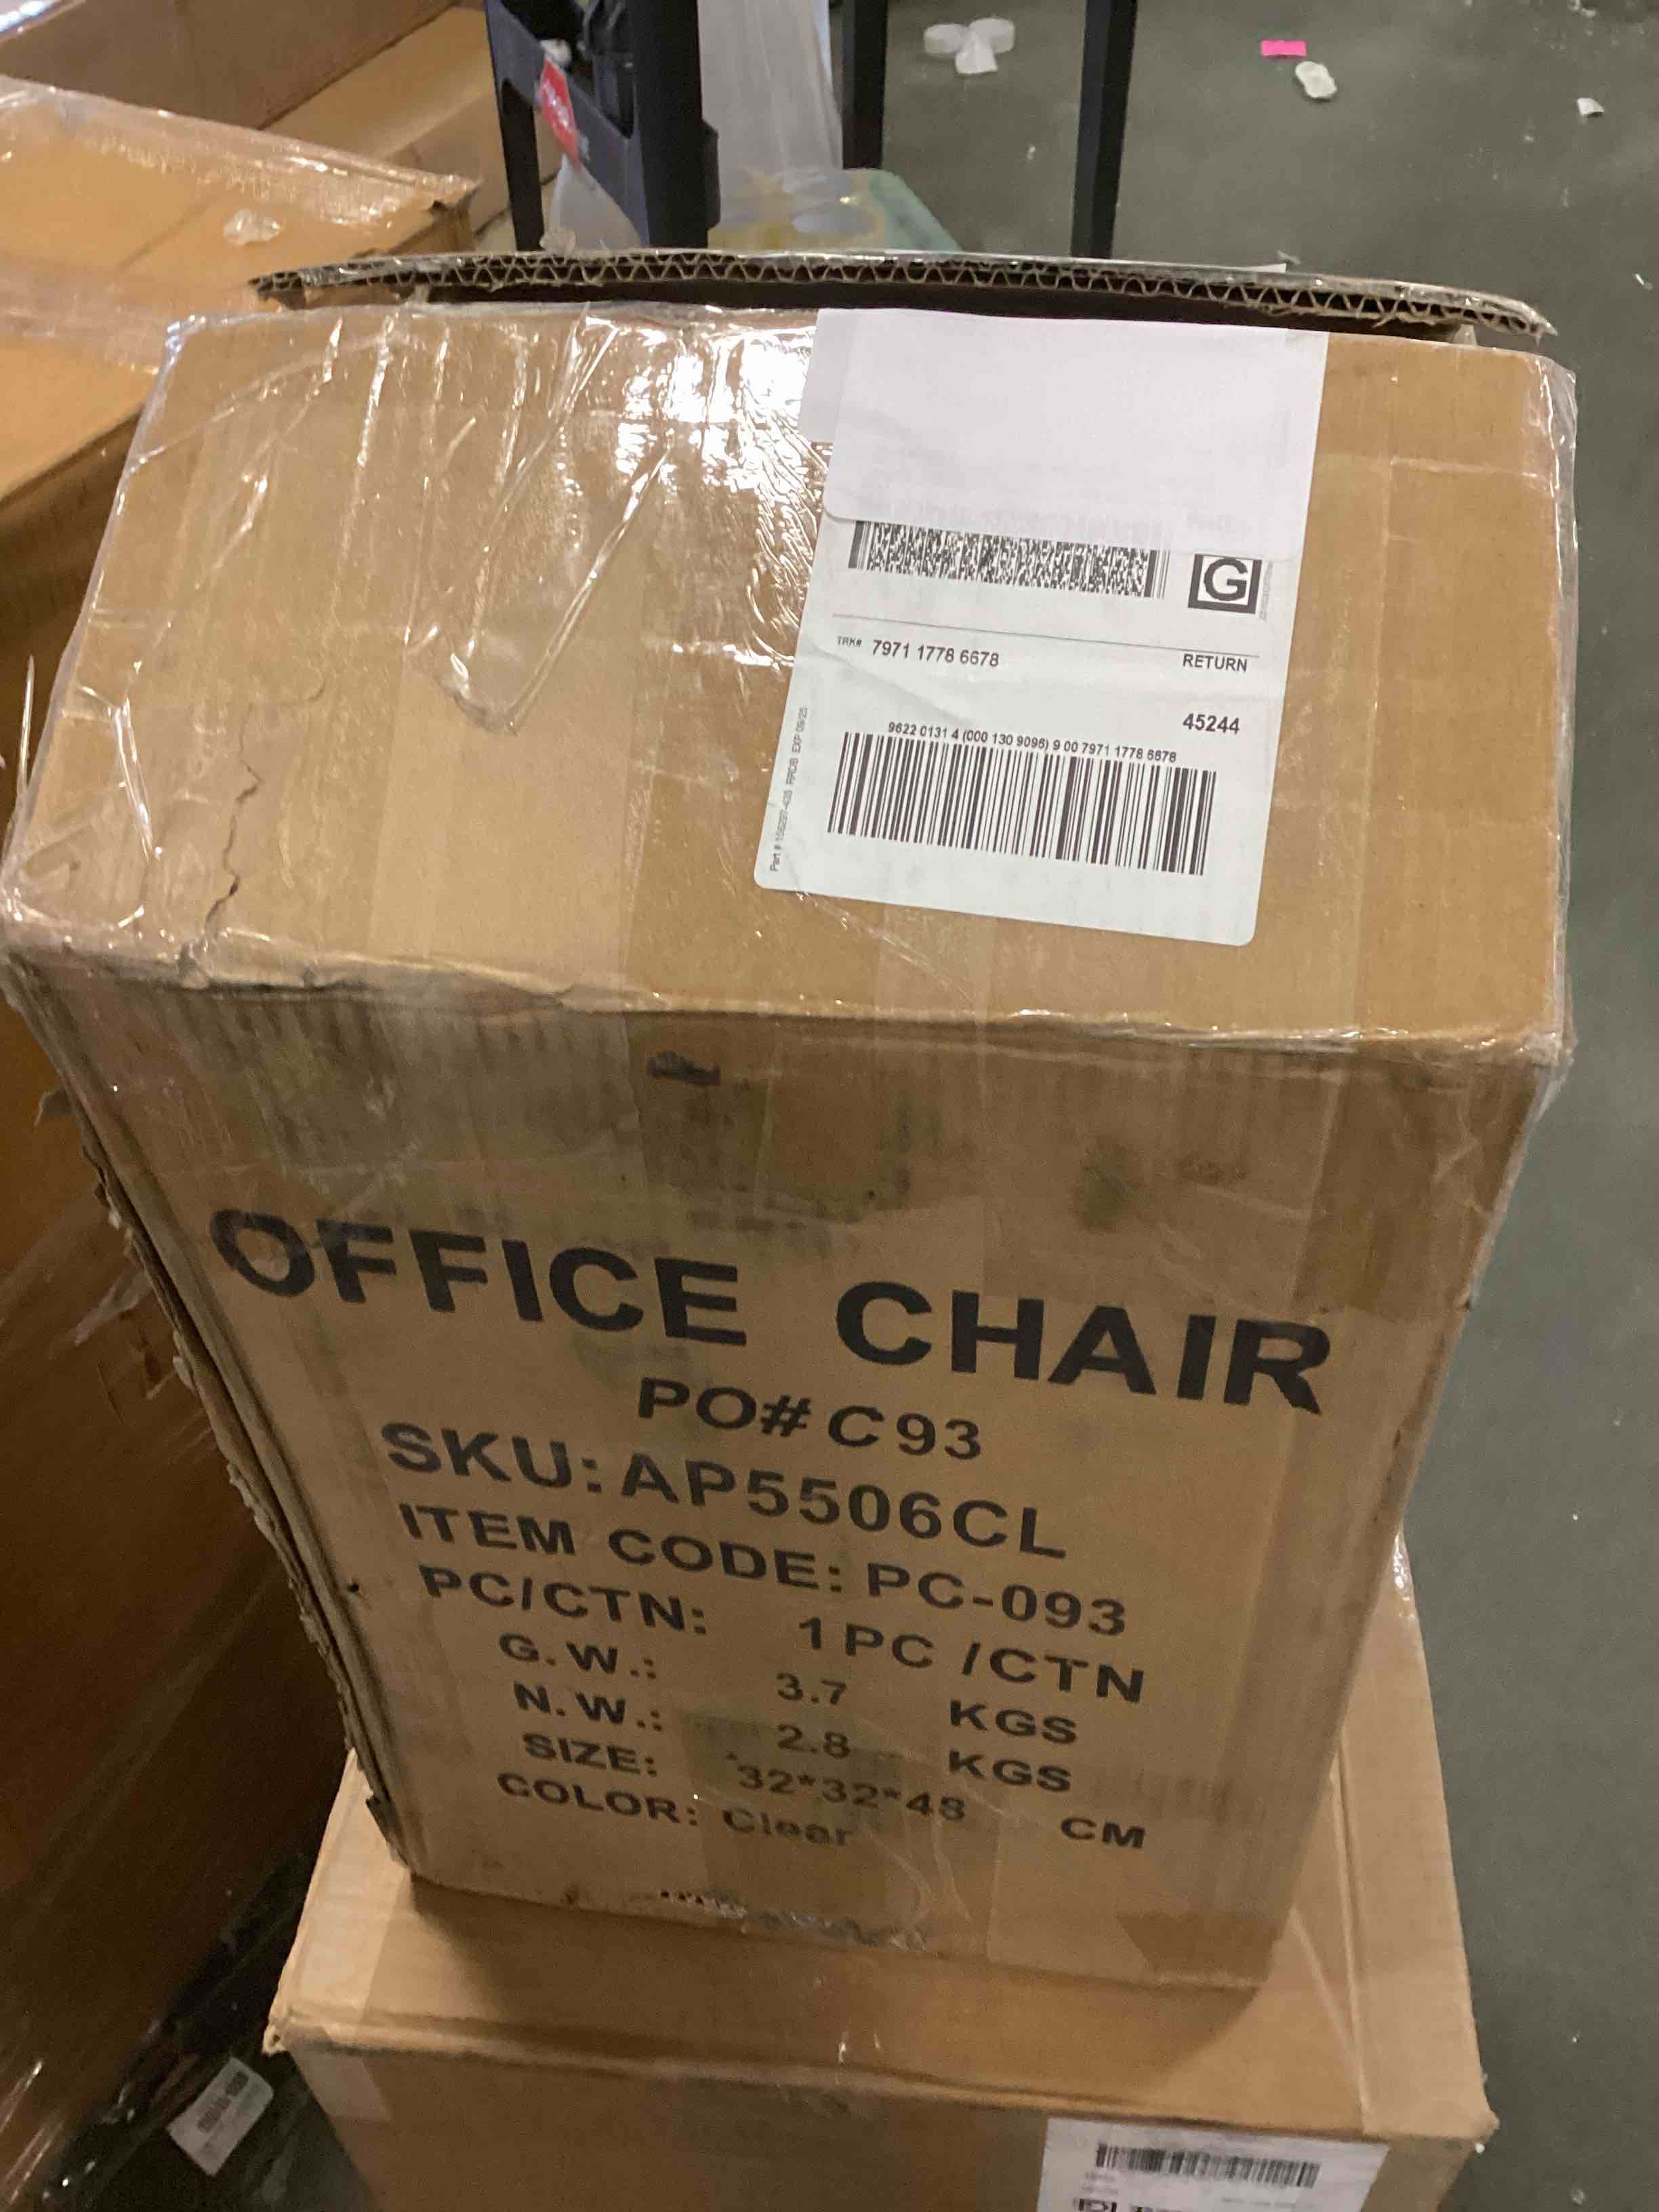 G
TRK# 7971 1778 6678 RETURN
45244
9622 0131 4 (000 130 9096) 9 00 7971 1778 6678
OFFICE CHAIR
PO# C93
SKU: AP5506CL
ITEM CODE: PC-093
PC/CTN: 1PC /CTN
G.W.: 3.7 KGS
N.W.: 2.8 KGS
SIZE: 32*32*48 CM
COLOR: Clear